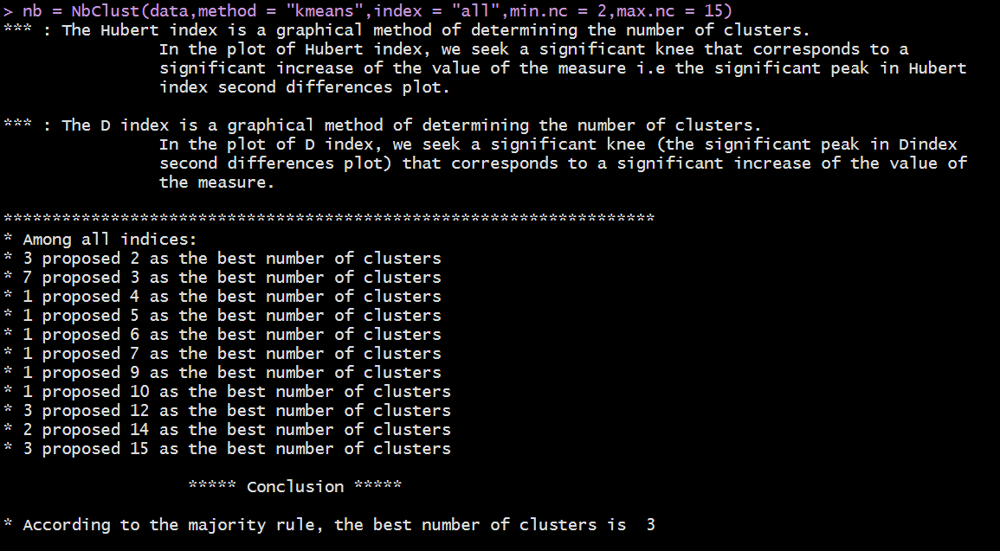 > nb = NbClust(data,method = "kmeans",index = "all",min.nc = 2,max.nc = 15)
*** : The Hubert index is a graphical method of determining the number of clusters.
In the plot of Hubert index, we seek a significant knee that corresponds to a
significant increase of the value of the measure i.e the significant peak in Hubert
index second differences plot.
*** : The D index is a graphical method of determining the number of clusters.
In the plot of D index, we seek a significant knee (the significant peak in Dindex
second differences plot) that corresponds to a significant increase of the value of
the measure.
*******************************************************************
* Among all indices:
* 3 proposed 2 as the best number of clusters
* 7 proposed 3 as the best number of clusters
* 1 proposed 4 as the best number of clusters
* 1 proposed 5 as the best number of clusters
* 1 proposed 6 as the best number of clusters
* 1 proposed 7 as the best number of clusters
* 1 proposed 9 as the best number of clusters
* 1 proposed 10 as the best number of clusters
* 3 proposed 12 as the best number of clusters
* 2 proposed 14 as the best number of clusters
* 3 proposed 15 as the best number of clusters
***** Conclusion *****
* According to the majority rule, the best number of clusters is  3